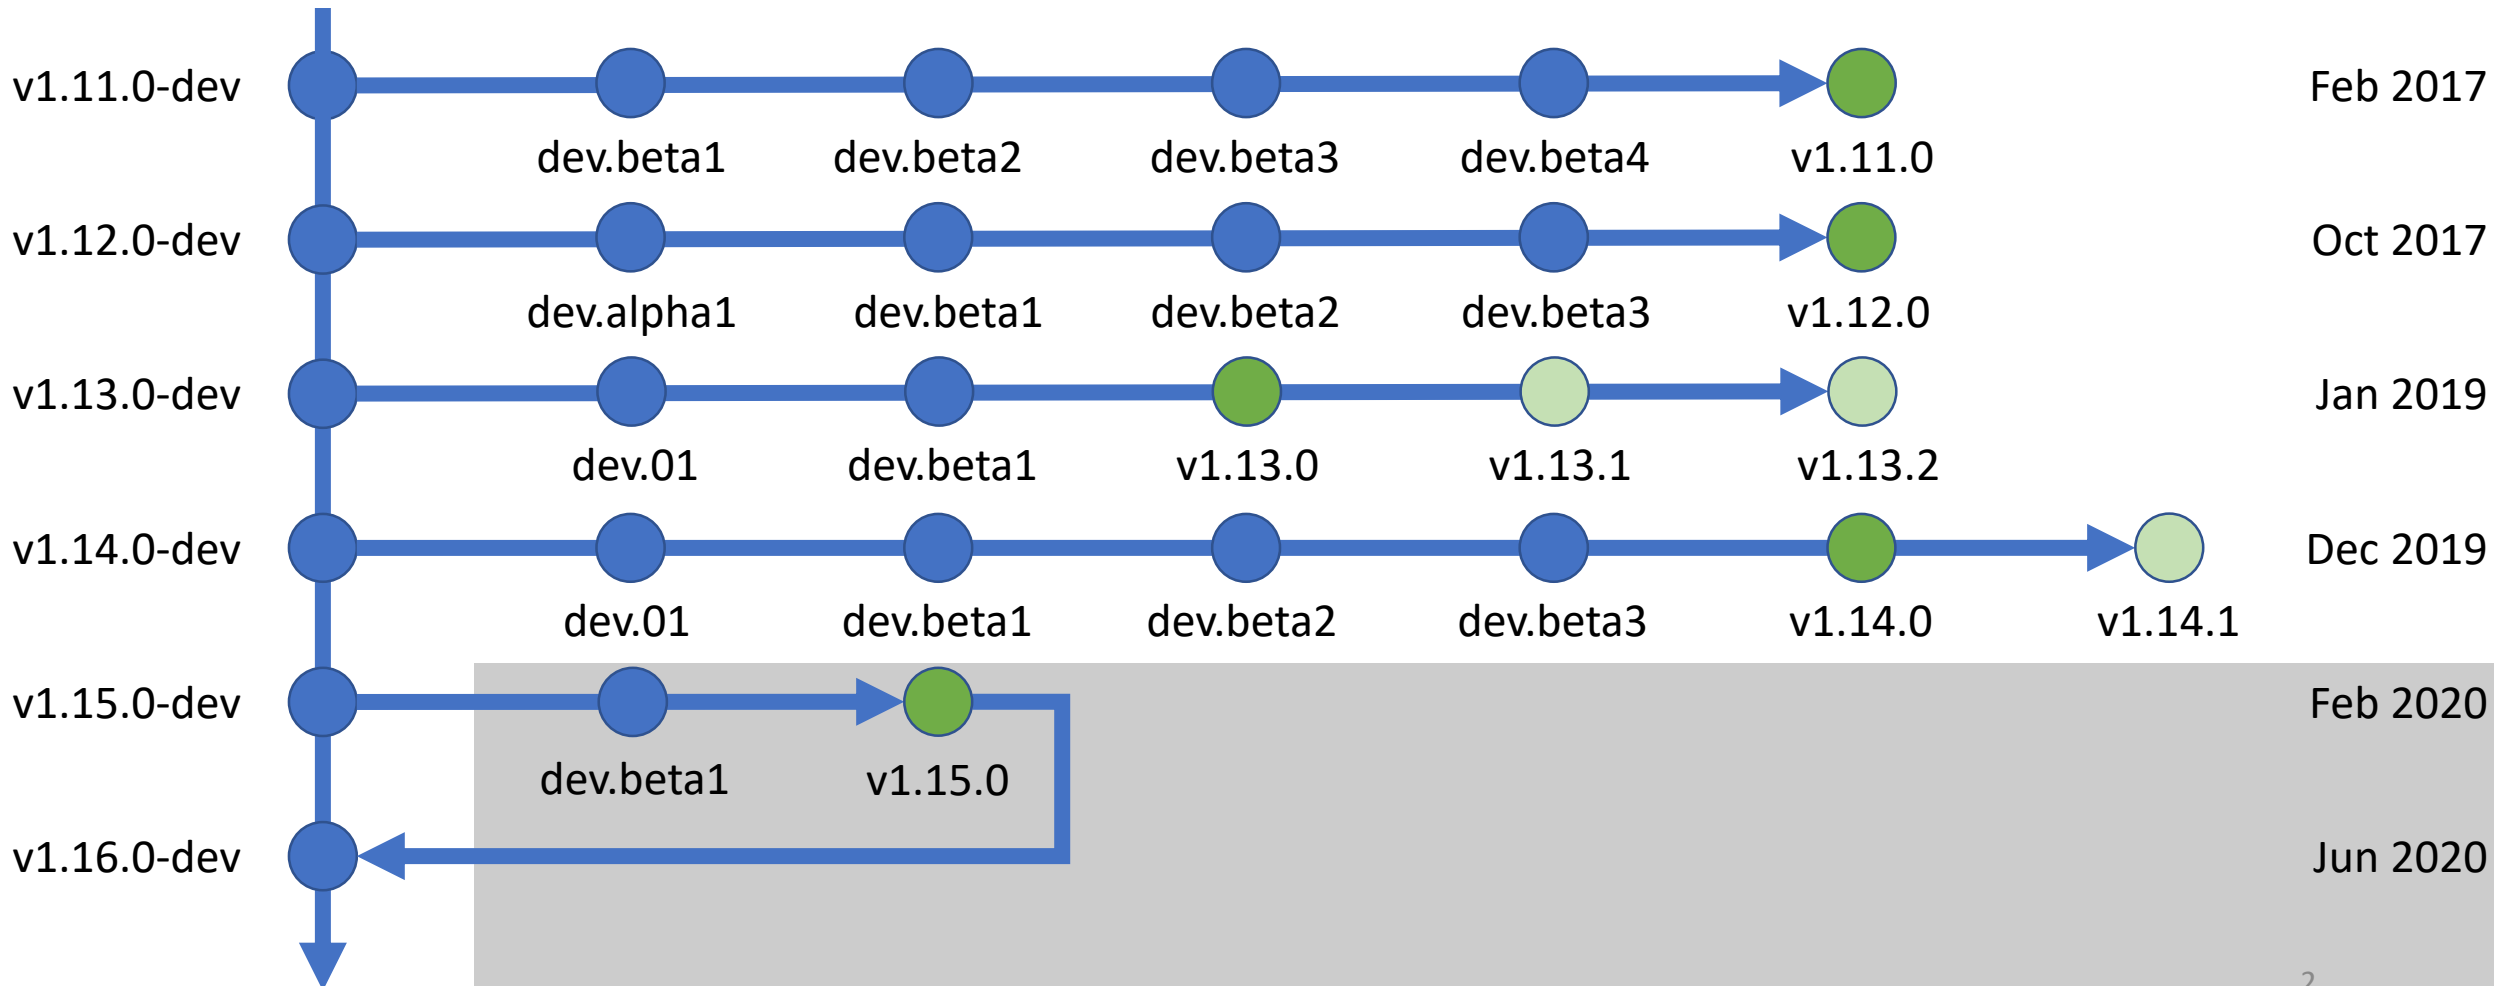 v1.11.0-dev Feb 2017
dev.beta1 dev.beta2 dev.beta3 dev.beta4 v1.11.0
v1.12.0-dev Oct 2017
dev.alpha1 dev.beta1 dev.beta2 dev.beta3 v1.12.0
v1.13.0-dev Jan 2019
dev.01 dev.beta1 v1.13.0 v1.13.1 v1.13.2
v1.14.0-dev Dec 2019
dev.01 dev.beta1 dev.beta2 dev.beta3 v1.14.0 v1.14.1
v1.15.0-dev Feb 2020
dev.beta1 v1.15.0
v1.16.0-dev Jun 2020
2